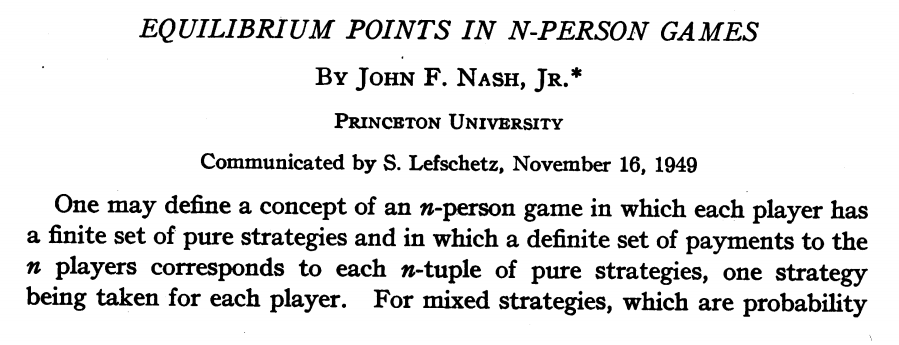 EQUILIBRIUM POINTS IN N-PERSON GAMES
BY JOHN F. NASH, JR.*
PRINCETON UNIVERSITY
Communicated by S. Lefschetz, November 16, 1949
One may define a concept of an n-person game in which each player has
a finite set of pure strategies and in which a definite set of payments to the
n players corresponds to each n-tuple of pure strategies, one strategy
being taken for each player. For mixed strategies, which are probability